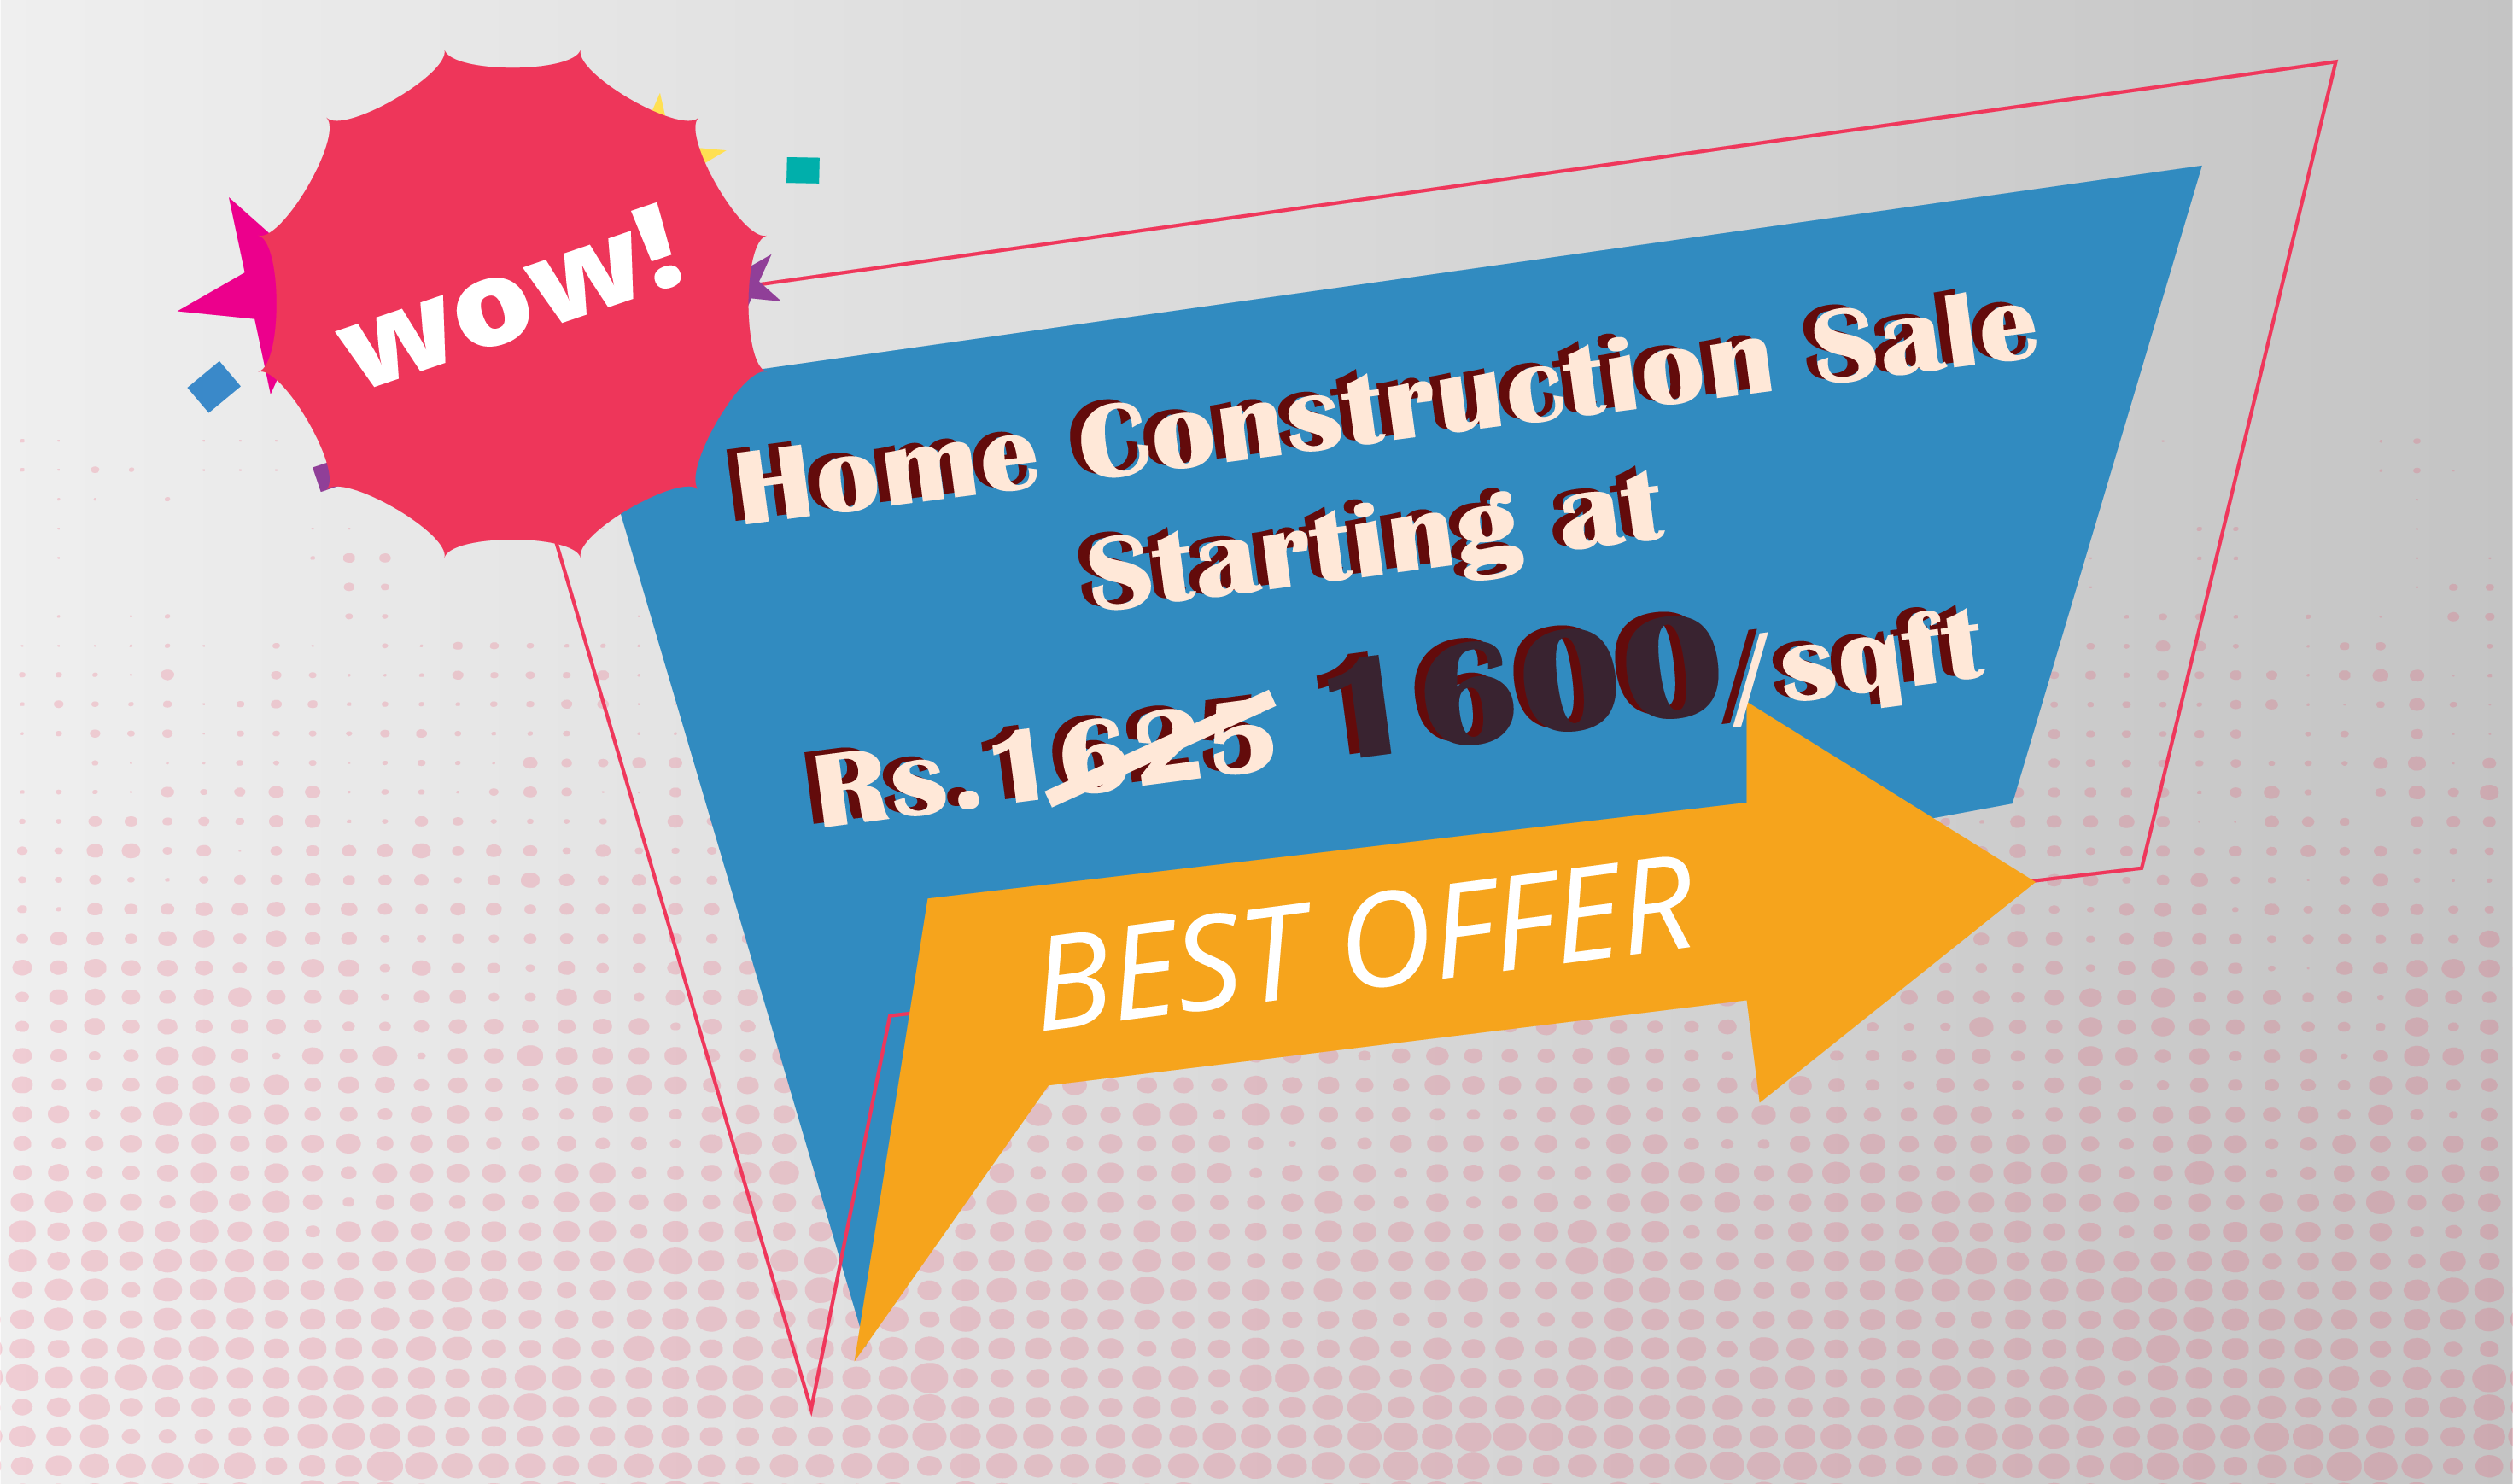 wow!
Home Construction Sale
Starting at
Rs.1625 1600/sqft
BEST OFFER